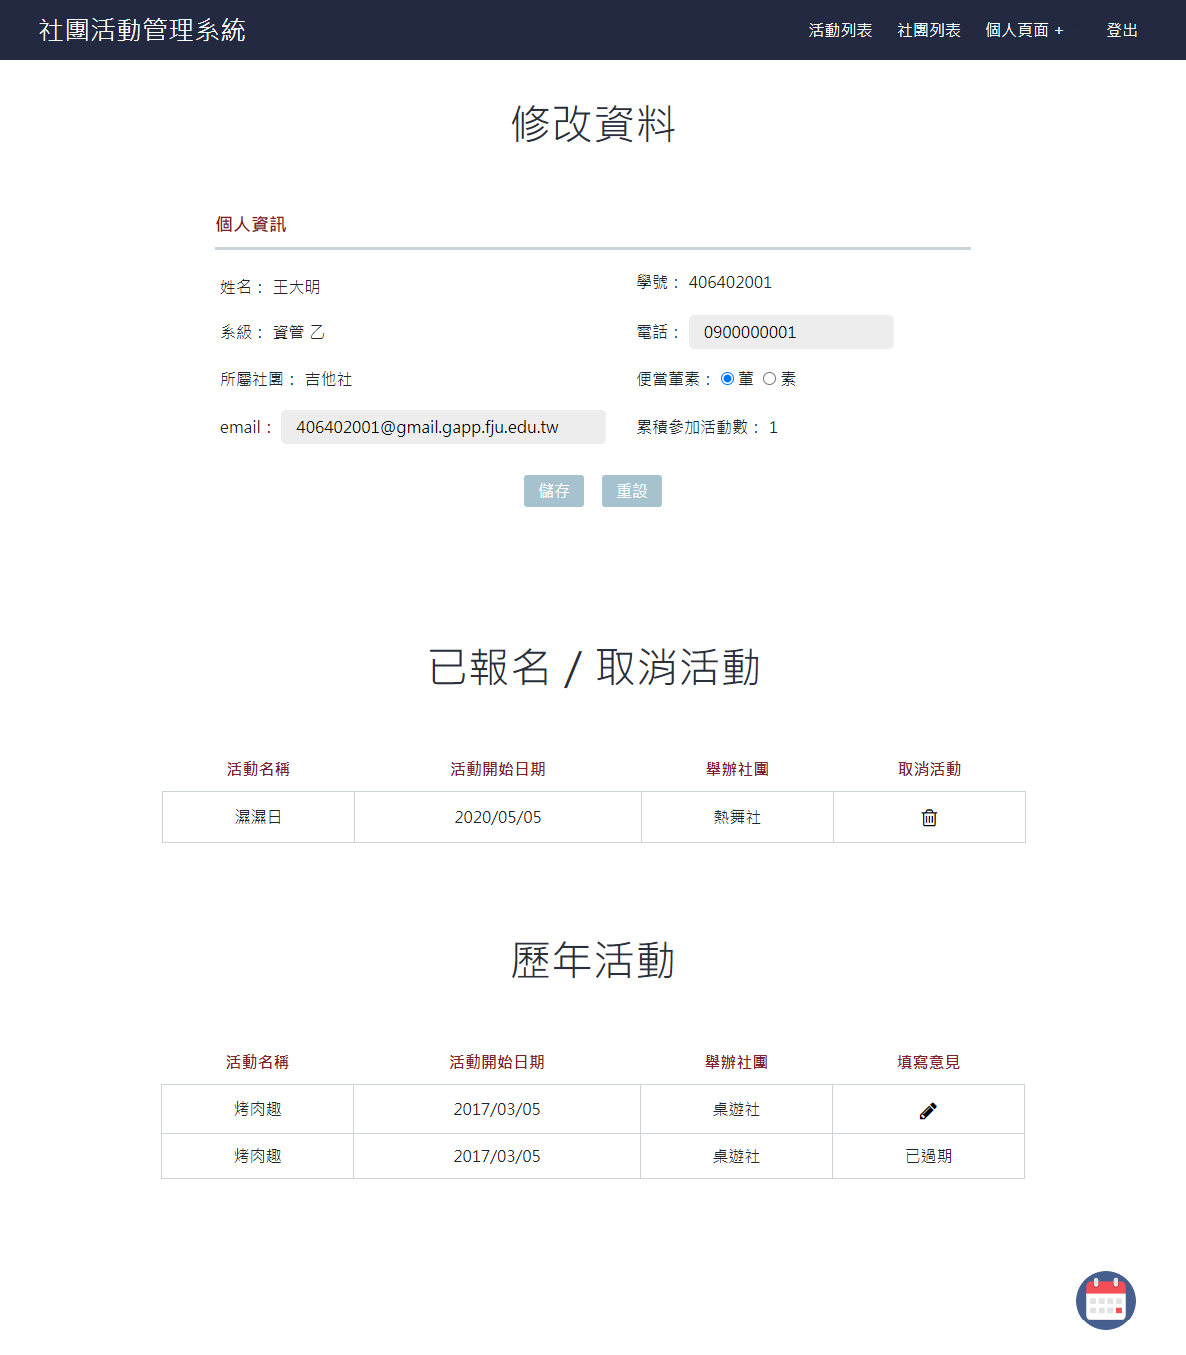 社團活動管理系統 活動列表 社團列表 個人頁面 + 登出
修改資料
個人資訊
姓名： 王大明 學號： 406402001
系級： 資管 乙 電話： 0900000001
所屬社團： 吉他社 便當葷素： 葷 素
email： 406402001@gmail.gapp.fju.edu.tw 累積參加活動數： 1
儲存 重設
已報名 / 取消活動
活動名稱 活動開始日期 舉辦社團 取消活動
濕濕日 2020/05/05 熱舞社
歷年活動
活動名稱 活動開始日期 舉辦社團 填寫意見
烤肉趣 2017/03/05 桌遊社
烤肉趣 2017/03/05 桌遊社 已過期